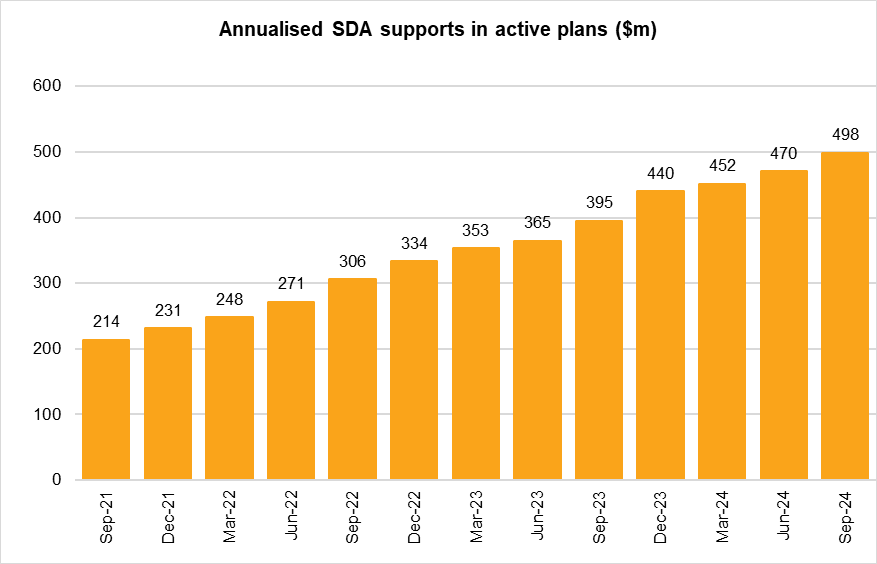 Annualised SDA supports in active plans ($m)
600
500
400
300
200
100
0
214
231
248
271
306
334
353
365
395
440
452
470
498
Sep-21
Dec-21
Mar-22
Jun-22
Sep-22
Dec-22
Mar-23
Jun-23
Sep-23
Dec-23
Mar-24
Jun-24
Sep-24